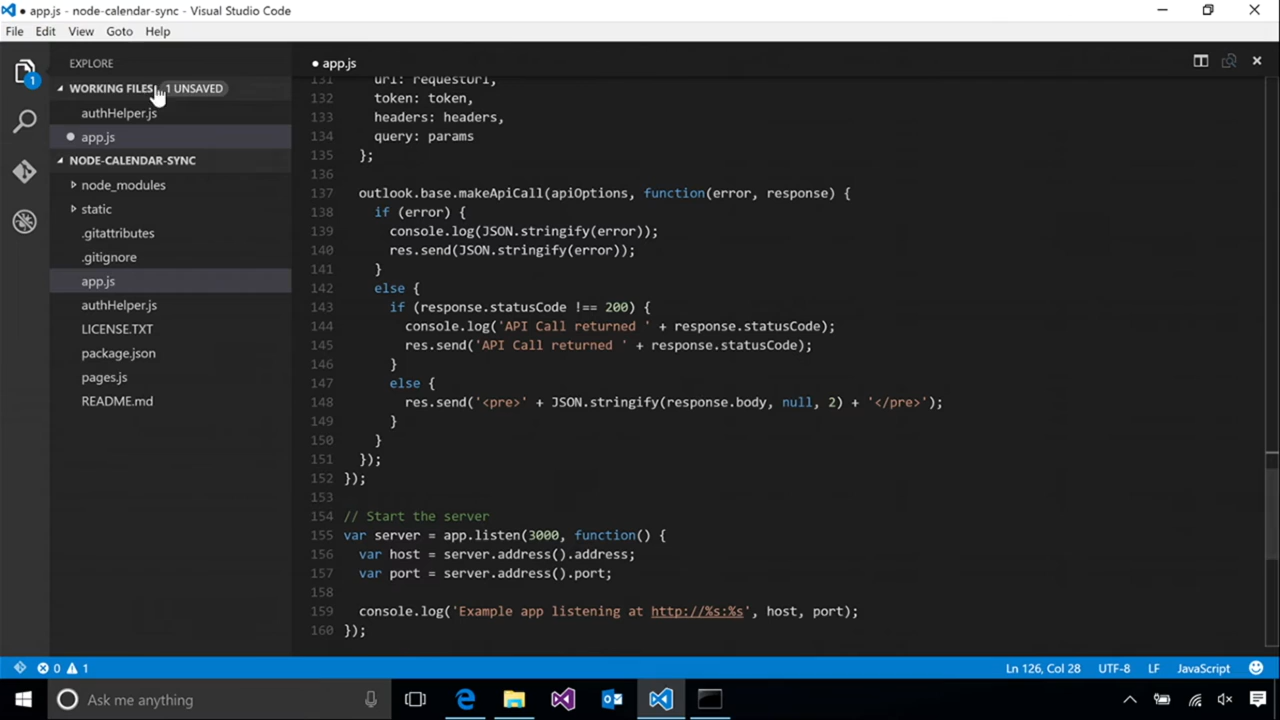 app.js - node-calendar-sync - Visual Studio Code
File Edit View Goto Help
EXPLORE
WORKING FILES 1 UNSAVED
authHelper.js
app.js
NODE-CALENDAR-SYNC
node_modules
static
.gitattributes
.gitignore
app.js
authHelper.js
LICENSE.TXT
package.json
pages.js
README.md
1
app.js
131 url: requestUrl,
132 token: token,
133 headers: headers,
134 query: params
135 };
136
137 outlook.base.makeApiCall(apiOptions, function(error, response) {
138 if (error) {
139 console.log(JSON.stringify(error));
140 res.send(JSON.stringify(error));
141 }
142 else {
143 if (response.statusCode !== 200) {
144 console.log('API Call returned ' + response.statusCode);
145 res.send('API Call returned ' + response.statusCode);
146 }
147 else {
148 res.send('<pre>' + JSON.stringify(response.body, null, 2) + '</pre>');
149 }
150 }
151 });
152 });
153
154 // Start the server
155 var server = app.listen(3000, function() {
156 var host = server.address().address;
157 var port = server.address().port;
158
159 console.log('Example app listening at http://%s:%s', host, port);
160 });
0 1 Ln 126, Col 28 UTF-8 LF JavaScript
Ask me anything